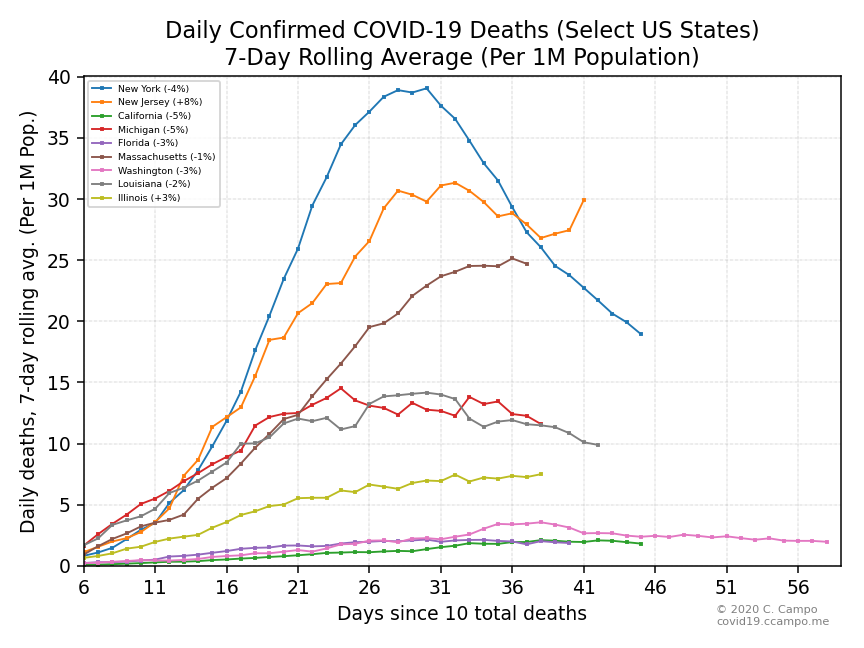 Daily Confirmed COVID-19 Deaths (Select US States)
7-Day Rolling Average (Per 1M Population)
Daily deaths, 7-day rolling avg. (Per 1M Pop.)
40
35
30
25
20
15
10
5
0
New York (-4%)
New Jersey (+8%)
California (-5%)
Michigan (-5%)
Florida (-3%)
Massachusetts (-1%)
Washington (-3%)
Louisiana (-2%)
Illinois (+3%)
6 11 16 21 26 31 36 41 46 51 56
Days since 10 total deaths
© 2020 C. Campo
covid19.ccampo.me